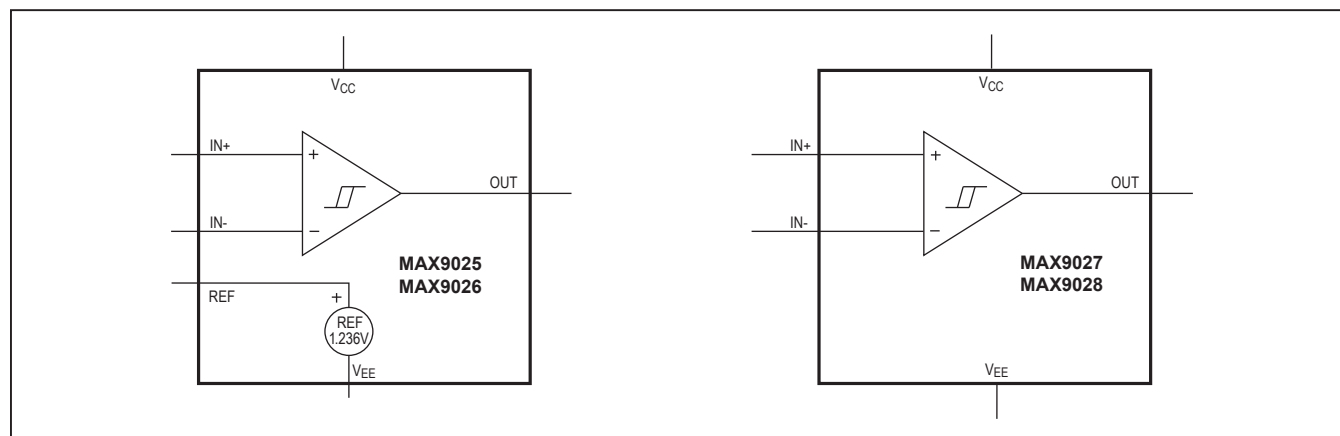 VCC
IN+
+
OUT
IN-
−
MAX9025
MAX9026
REF
+
REF
1.236V
VEE
VCC
IN+
+
OUT
IN-
−
MAX9027
MAX9028
VEE